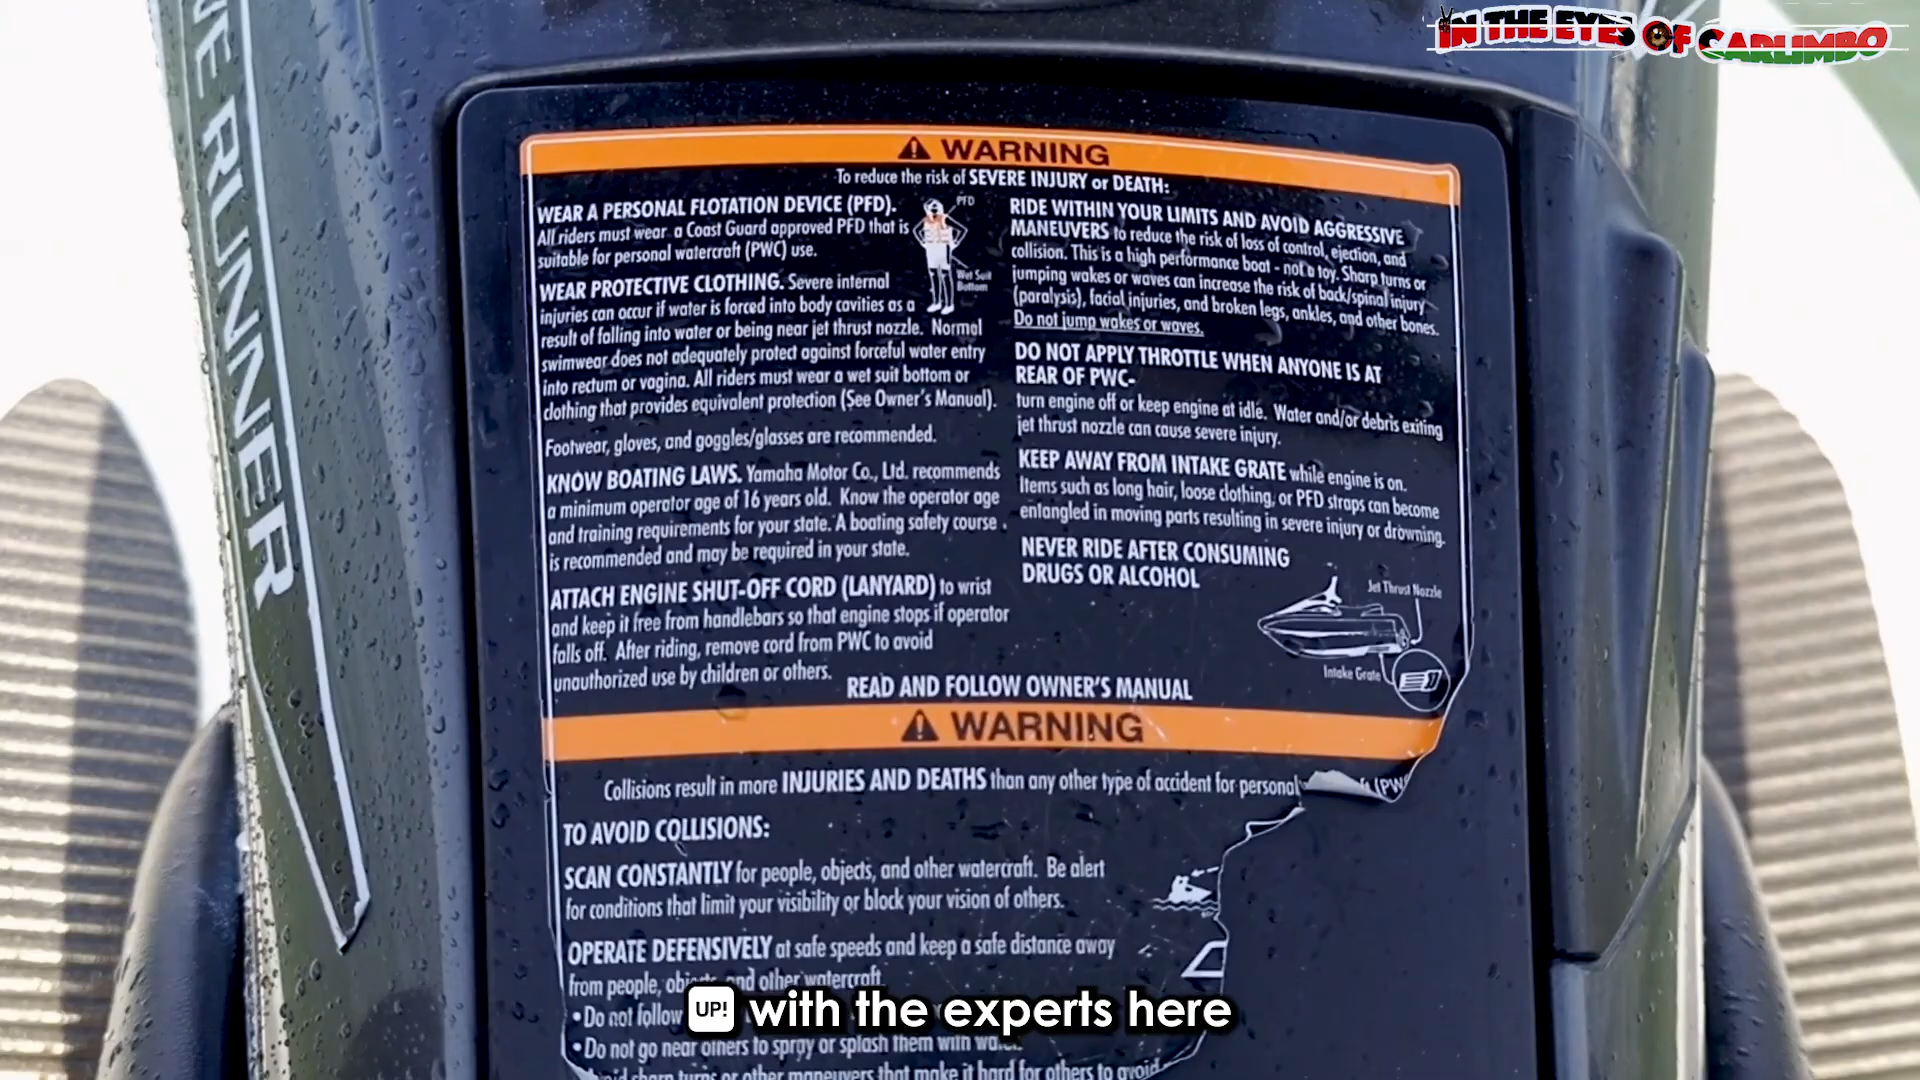 IN THE EYES OF CARLIMBO
VERUNNER
WARNING
To reduce the risk of SEVERE INJURY or DEATH:
WEAR A PERSONAL FLOTATION DEVICE (PFD).
All riders must wear a Coast Guard approved PFD that is
suitable for personal watercraft (PWC) use.
PFD
Wet Suit
Bottom
WEAR PROTECTIVE CLOTHING. Severe internal
injuries can occur if water is forced into body cavities as a
result of falling into water or being near jet thrust nozzle. Normal
swimwear does not adequately protect against forceful water entry
into rectum or vagina. All riders must wear a wet suit bottom or
clothing that provides equivalent protection (See Owner's Manual).
Footwear, gloves, and goggles/glasses are recommended.
KNOW BOATING LAWS. Yamaha Motor Co., Ltd. recommends
a minimum operator age of 16 years old. Know the operator age
and training requirements for your state. A boating safety course
is recommended and may be required in your state.
ATTACH ENGINE SHUT-OFF CORD (LANYARD) to wrist
and keep it free from handlebars so that engine stops if operator
falls off. After riding, remove cord from PWC to avoid
unauthorized use by children or others.
RIDE WITHIN YOUR LIMITS AND AVOID AGGRESSIVE
MANEUVERS to reduce the risk of loss of control, ejection, and
collision. This is a high performance boat - not a toy. Sharp turns or
jumping wakes or waves can increase the risk of back/spinal injury
(paralysis), facial injuries, and broken legs, ankles, and other bones.
Do not jump wakes or waves.
DO NOT APPLY THROTTLE WHEN ANYONE IS AT
REAR OF PWC-
turn engine off or keep engine at idle. Water and/or debris exiting
jet thrust nozzle can cause severe injury.
KEEP AWAY FROM INTAKE GRATE while engine is on.
Items such as long hair, loose clothing, or PFD straps can become
entangled in moving parts resulting in severe injury or drowning.
NEVER RIDE AFTER CONSUMING
DRUGS OR ALCOHOL
Jet Thrust Nozzle
Intake Grate
READ AND FOLLOW OWNER'S MANUAL
WARNING
Collisions result in more INJURIES AND DEATHS than any other type of accident for personal (PW
TO AVOID COLLISIONS:
SCAN CONSTANTLY for people, objects, and other watercraft. Be alert
for conditions that limit your visibility or block your vision of others.
OPERATE DEFENSIVELY at safe speeds and keep a safe distance away
from people, objects and other watercraft
• Do not follow
UP! with the experts here
• Do not go near others to spray or splash them with
sharp turns or other maneuvers that make it hard for others to avoid